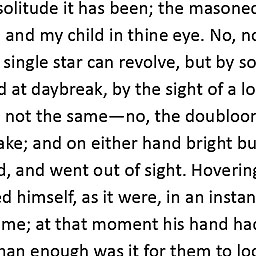 solitude it has been; the masoned
and my child in thine eye. No, no
single star can revolve, but by so
d at daybreak, by the sight of a lo
not the same—no, the doubloon
ake; and on either hand bright bu
d, and went out of sight. Hovering
ed himself, as it were, in an instan
me; at that moment his hand had
han enough was it for them to loo